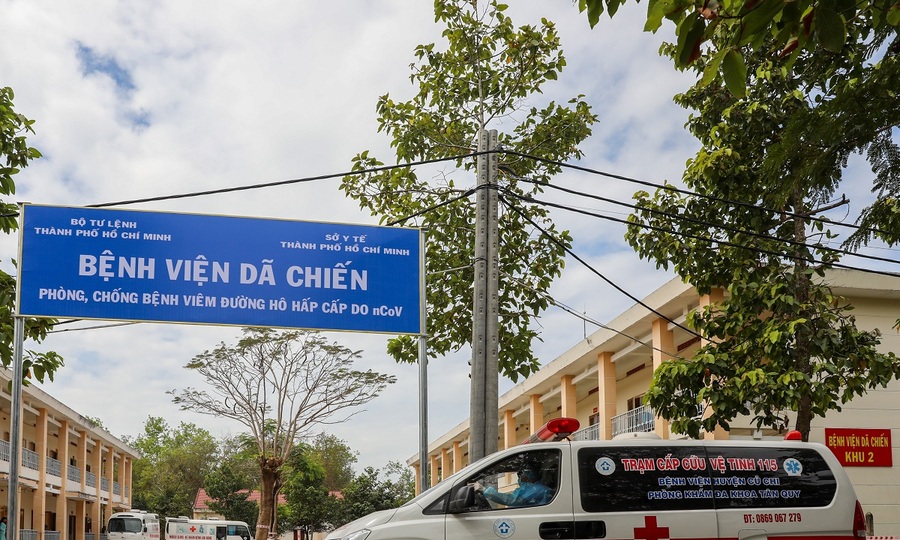 BỘ TƯ LỆNH
THÀNH PHỐ HỒ CHÍ MINH
SỞ Y TẾ
THÀNH PHỐ HỒ CHÍ MINH
BỆNH VIỆN DÃ CHIẾN
PHÒNG, CHỐNG BỆNH VIÊM ĐƯỜNG HÔ HẤP CẤP DO nCoV
BỆNH VIỆN DÃ CHIẾN
KHU 2
TRẠM CẤP CỨU VỆ TINH 115
BỆNH VIỆN HUYỆN CỦ CHI
PHÒNG KHÁM ĐA KHOA TÂN QUY
ĐT: 0869 067 279